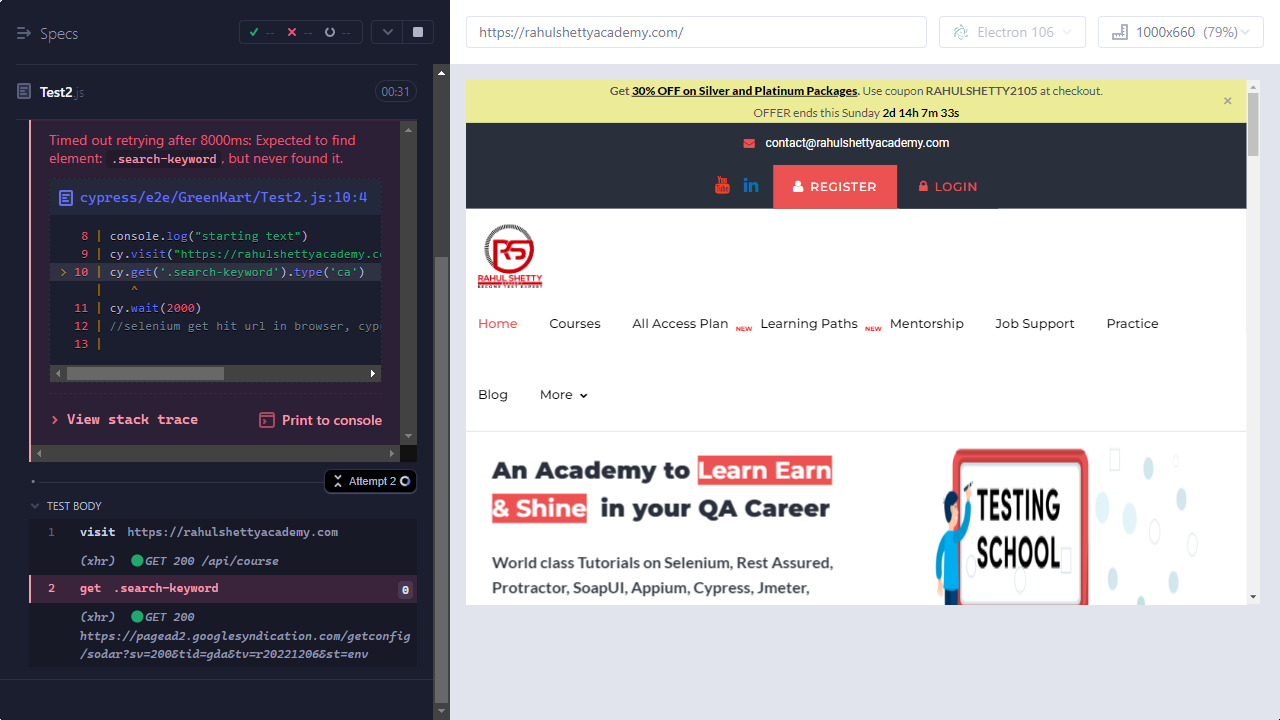 Specs
-- -- --
Test2.js
00:31
Timed out retrying after 8000ms: Expected to find
element: .search-keyword, but never found it.
cypress/e2e/GreenKart/Test2.js:10:4
8 | console.log("starting text")
9 | cy.visit("https://rahulshettyacademy.co
> 10 | cy.get('.search-keyword').type('ca')
| ^
11 | cy.wait(2000)
12 | //selenium get hit url in browser, cyp
13 |
> View stack trace
Print to console
Attempt 2
TEST BODY
1 visit https://rahulshettyacademy.com
(xhr) GET 200 /api/course
2 get .search-keyword 0
(xhr) GET 200
https://pagead2.googlesyndication.com/getconfig
/sodar?sv=200&tid=gda&tv=r20221206&st=env
https://rahulshettyacademy.com/
Electron 106
1000x660 (79%)
Get 30% OFF on Silver and Platinum Packages. Use coupon RAHULSHETTY2105 at checkout.
OFFER ends this Sunday 2d 14h 7m 33s
×
contact@rahulshettyacademy.com
You Tube in REGISTER LOGIN
RS
RAHUL SHETTY
BECOME TEST EXPERT
Home Courses All Access Plan NEW Learning Paths NEW Mentorship Job Support Practice
Blog More
An Academy to Learn Earn
& Shine in your QA Career
World class Tutorials on Selenium, Rest Assured,
Protractor, SoapUI, Appium, Cypress, Jmeter,
TESTING
SCHOOL